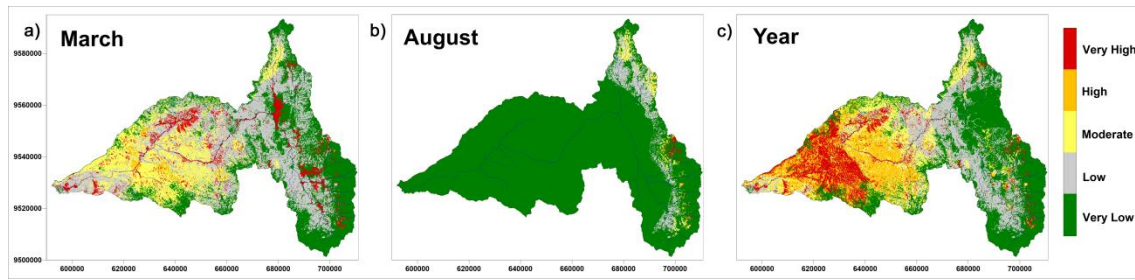 a) March
b) August
c) Year
9580000
9560000
9540000
9520000
9500000
600000 620000 640000 660000 680000 700000
600000 620000 640000 660000 680000 700000
600000 620000 640000 660000 680000 700000
Very High
High
Moderate
Low
Very Low